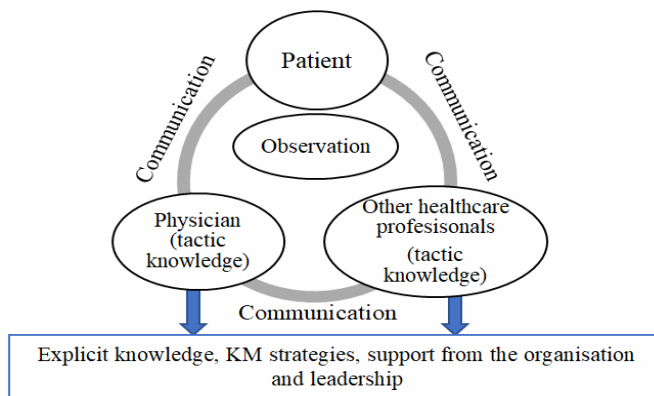 Patient
Communication
Communication
Observation
Physician
(tactic
knowledge)
Other healthcare
profesisonals
(tactic
knowledge)
Communication
Explicit knowledge, KM strategies, support from the organisation
and leadership